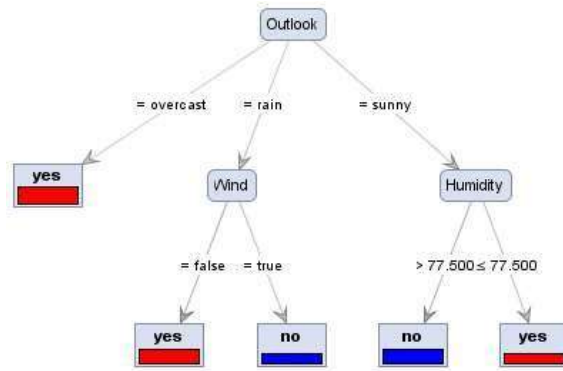 Outlook
= overcast
= rain
= sunny
yes
Wind
Humidity
= false
= true
> 77.500
≤ 77.500
yes
no
no
yes